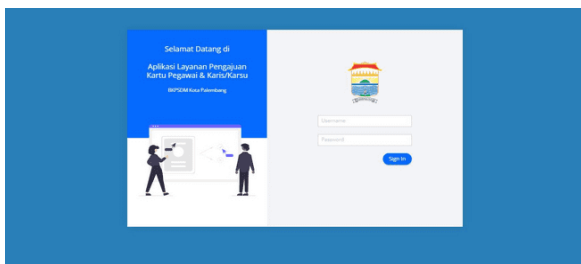 Selamat Datang di
Aplikasi Layanan Pengajuan
Kartu Pegawai & Karis/Karsu
BKPSDM Kota Palembang
Username
Password
Sign In